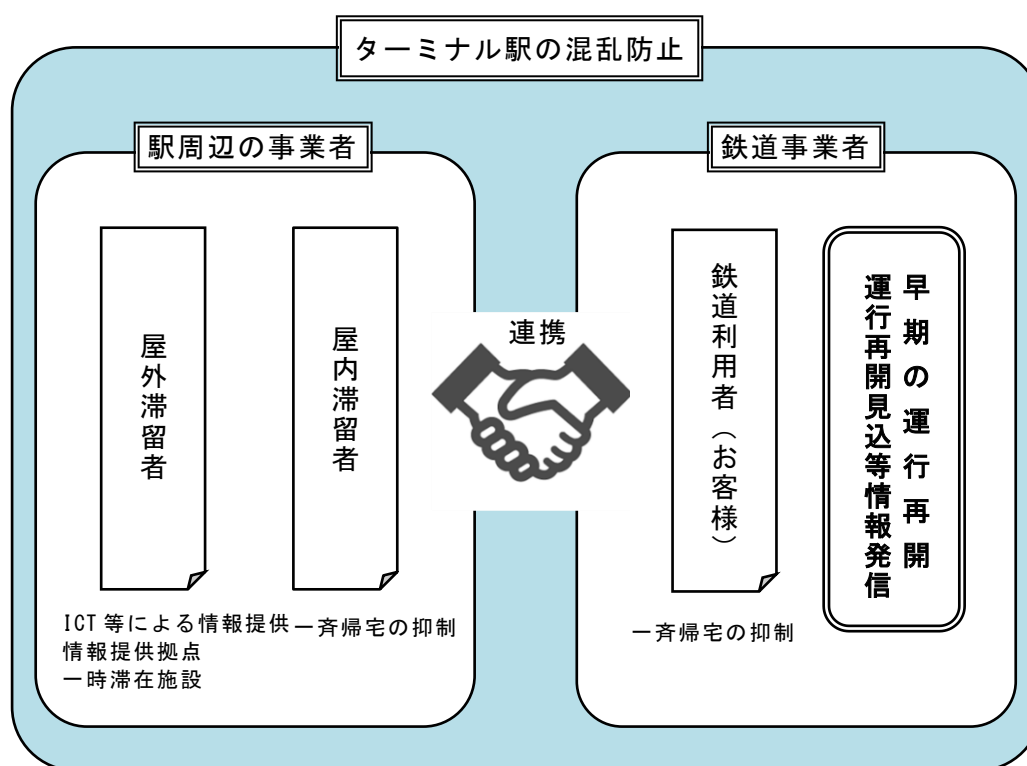 ターミナル駅の混乱防止
駅周辺の事業者
屋外滞留者
ICT 等による情報提供
情報提供拠点
一時滞在施設
屋内滞留者
一斉帰宅の抑制
連携
鉄道事業者
鉄道利用者（お客様）
一斉帰宅の抑制
早期の運行再開
運行再開見込等情報発信